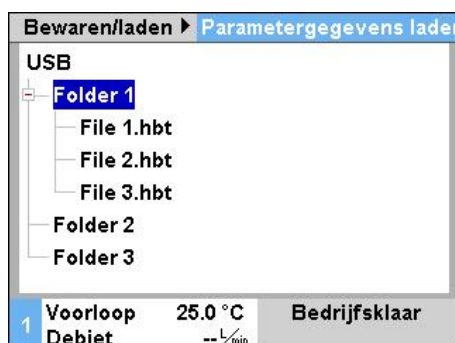 Bewaren/laden ▶ Parametergegevens laden
USB
Folder 1
File 1.hbt
File 2.hbt
File 3.hbt
Folder 2
Folder 3
1 Voorloop 25.0 °C Bedrijfsklaar
Debiet -- L/min